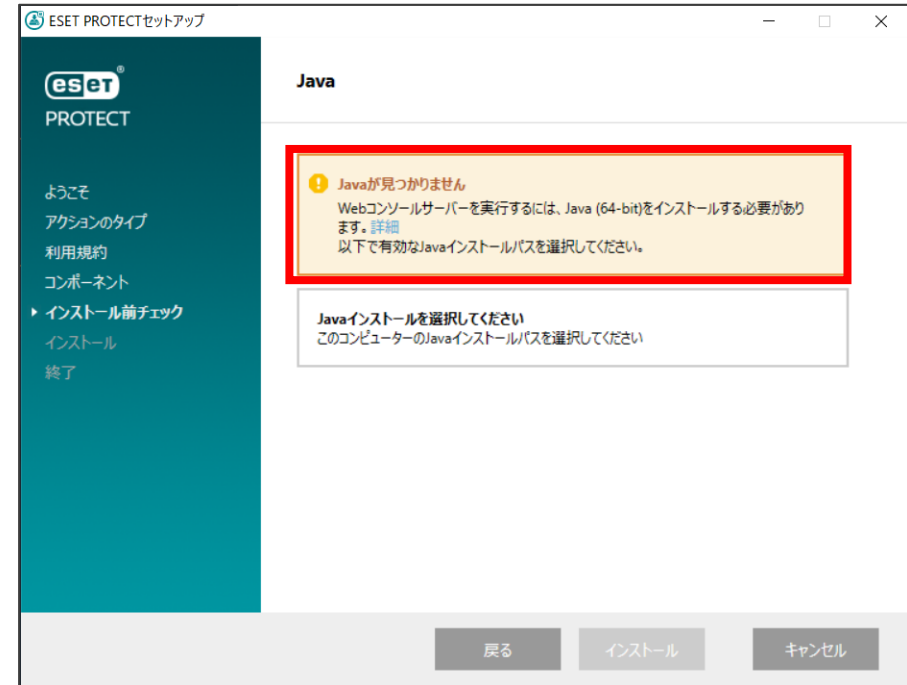 ESET PROTECTセットアップ
eset®
PROTECT
ようこそ
アクションのタイプ
利用規約
コンポーネント
インストール前チェック
インストール
終了
Java
Javaが見つかりません
Webコンソールサーバーを実行するには、Java (64-bit)をインストールする必要があり
ます。詳細
以下で有効なJavaインストールパスを選択してください。
Javaインストールを選択してください
このコンピューターのJavaインストールパスを選択してください
戻る
インストール
キャンセル